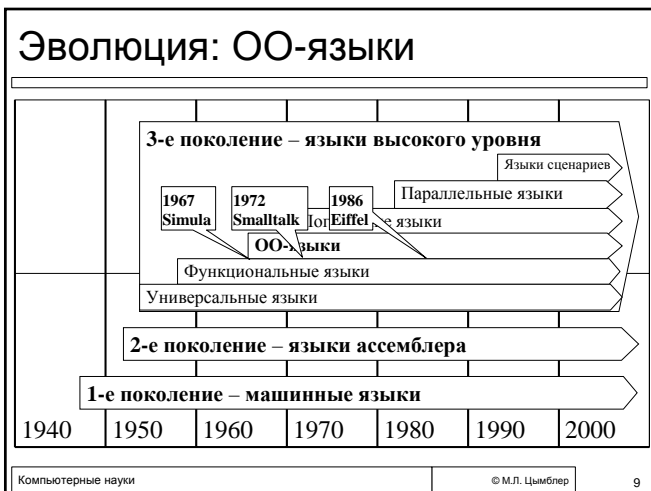 Эволюция: ОО-языки
3-е поколение – языки высокого уровня
Языки сценариев
Параллельные языки
1967
Simula
1972
Smalltalk
1986
Eiffel
языки
ОО-языки
Функциональные языки
Универсальные языки
2-е поколение – языки ассемблера
1-е поколение – машинные языки
1940 1950 1960 1970 1980 1990 2000
Компьютерные науки © М.Л. Цымблер 9